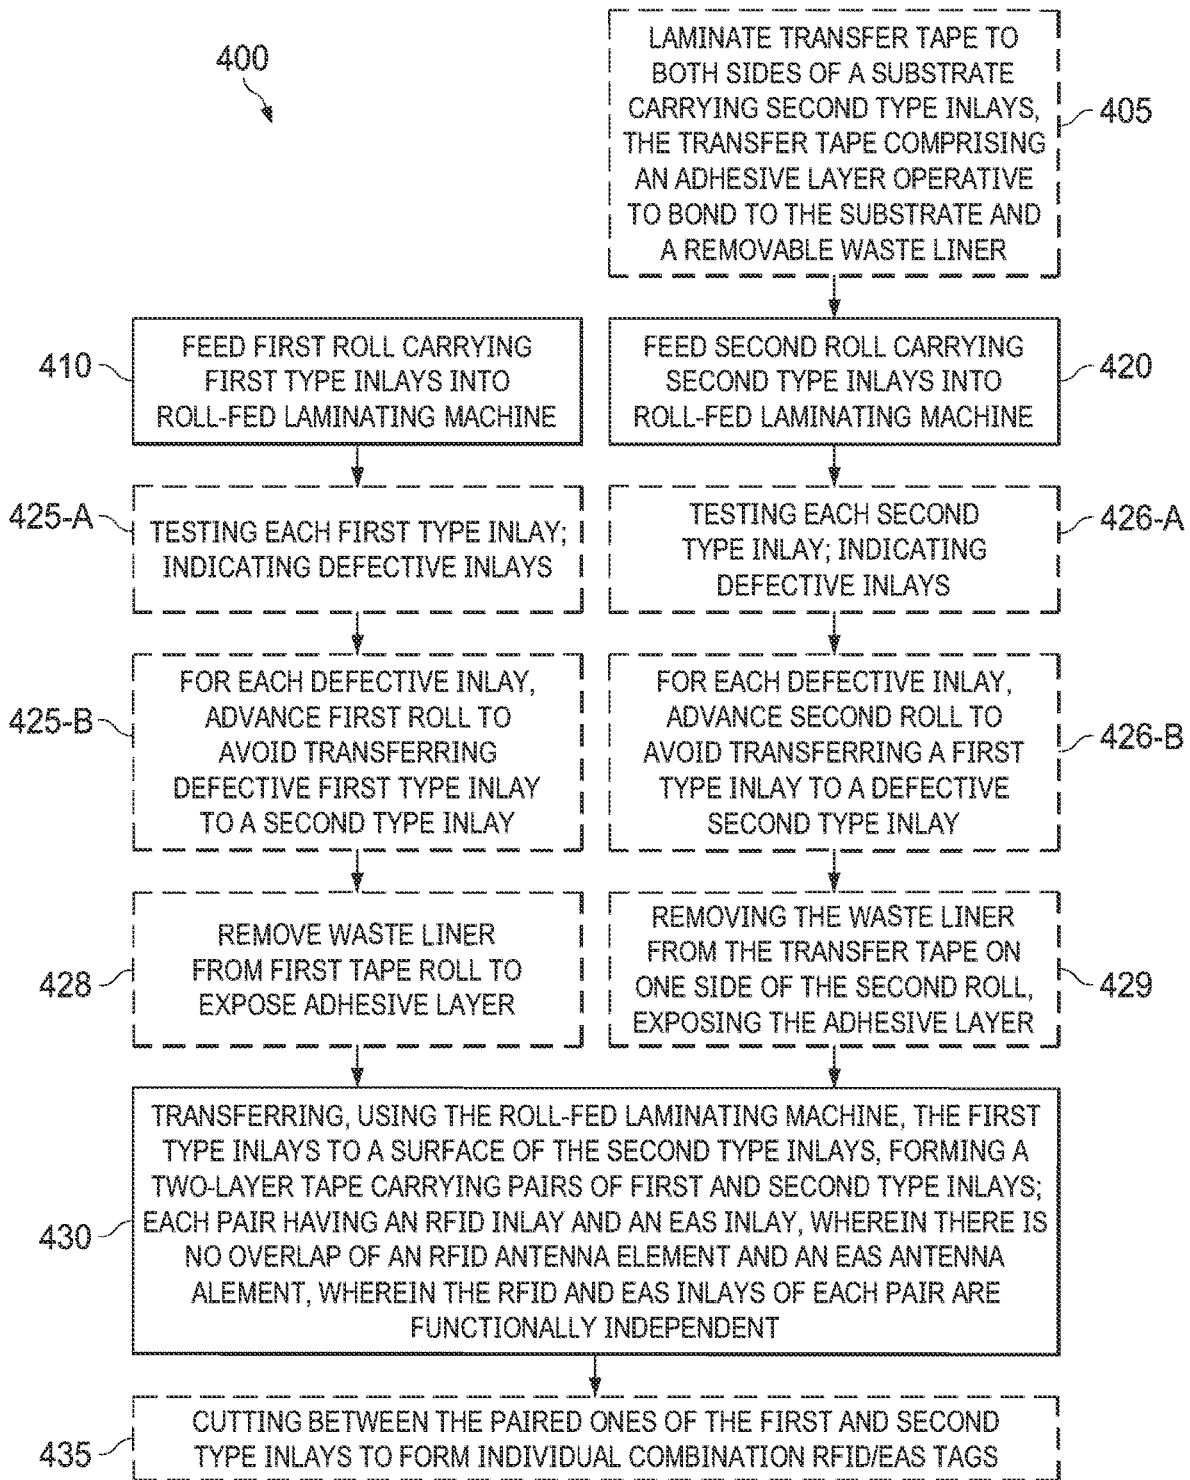 400
LAMINATE TRANSFER TAPE TO
BOTH SIDES OF A SUBSTRATE
CARRYING SECOND TYPE INLAYS,
THE TRANSFER TAPE COMPRISING
AN ADHESIVE LAYER OPERATIVE
TO BOND TO THE SUBSTRATE AND
A REMOVABLE WASTE LINER
405
410
FEED FIRST ROLL CARRYING
FIRST TYPE INLAYS INTO
ROLL-FED LAMINATING MACHINE
FEED SECOND ROLL CARRYING
SECOND TYPE INLAYS INTO
ROLL-FED LAMINATING MACHINE
420
425-A
TESTING EACH FIRST TYPE INLAY;
INDICATING DEFECTIVE INLAYS
TESTING EACH SECOND
TYPE INLAY; INDICATING
DEFECTIVE INLAYS
426-A
425-B
FOR EACH DEFECTIVE INLAY,
ADVANCE FIRST ROLL TO
AVOID TRANSFERRING
DEFECTIVE FIRST TYPE INLAY
TO A SECOND TYPE INLAY
FOR EACH DEFECTIVE INLAY,
ADVANCE SECOND ROLL TO
AVOID TRANSFERRING A FIRST
TYPE INLAY TO A DEFECTIVE
SECOND TYPE INLAY
426-B
428
REMOVE WASTE LINER
FROM FIRST TAPE ROLL TO
EXPOSE ADHESIVE LAYER
REMOVING THE WASTE LINER
FROM THE TRANSFER TAPE ON
ONE SIDE OF THE SECOND ROLL,
EXPOSING THE ADHESIVE LAYER
429
430
TRANSFERRING, USING THE ROLL-FED LAMINATING MACHINE, THE FIRST
TYPE INLAYS TO A SURFACE OF THE SECOND TYPE INLAYS, FORMING A
TWO-LAYER TAPE CARRYING PAIRS OF FIRST AND SECOND TYPE INLAYS;
EACH PAIR HAVING AN RFID INLAY AND AN EAS INLAY, WHEREIN THERE IS
NO OVERLAP OF AN RFID ANTENNA ELEMENT AND AN EAS ANTENNA
ALEMENT, WHEREIN THE RFID AND EAS INLAYS OF EACH PAIR ARE
FUNCTIONALLY INDEPENDENT
435
CUTTING BETWEEN THE PAIRED ONES OF THE FIRST AND SECOND
TYPE INLAYS TO FORM INDIVIDUAL COMBINATION RFID/EAS TAGS